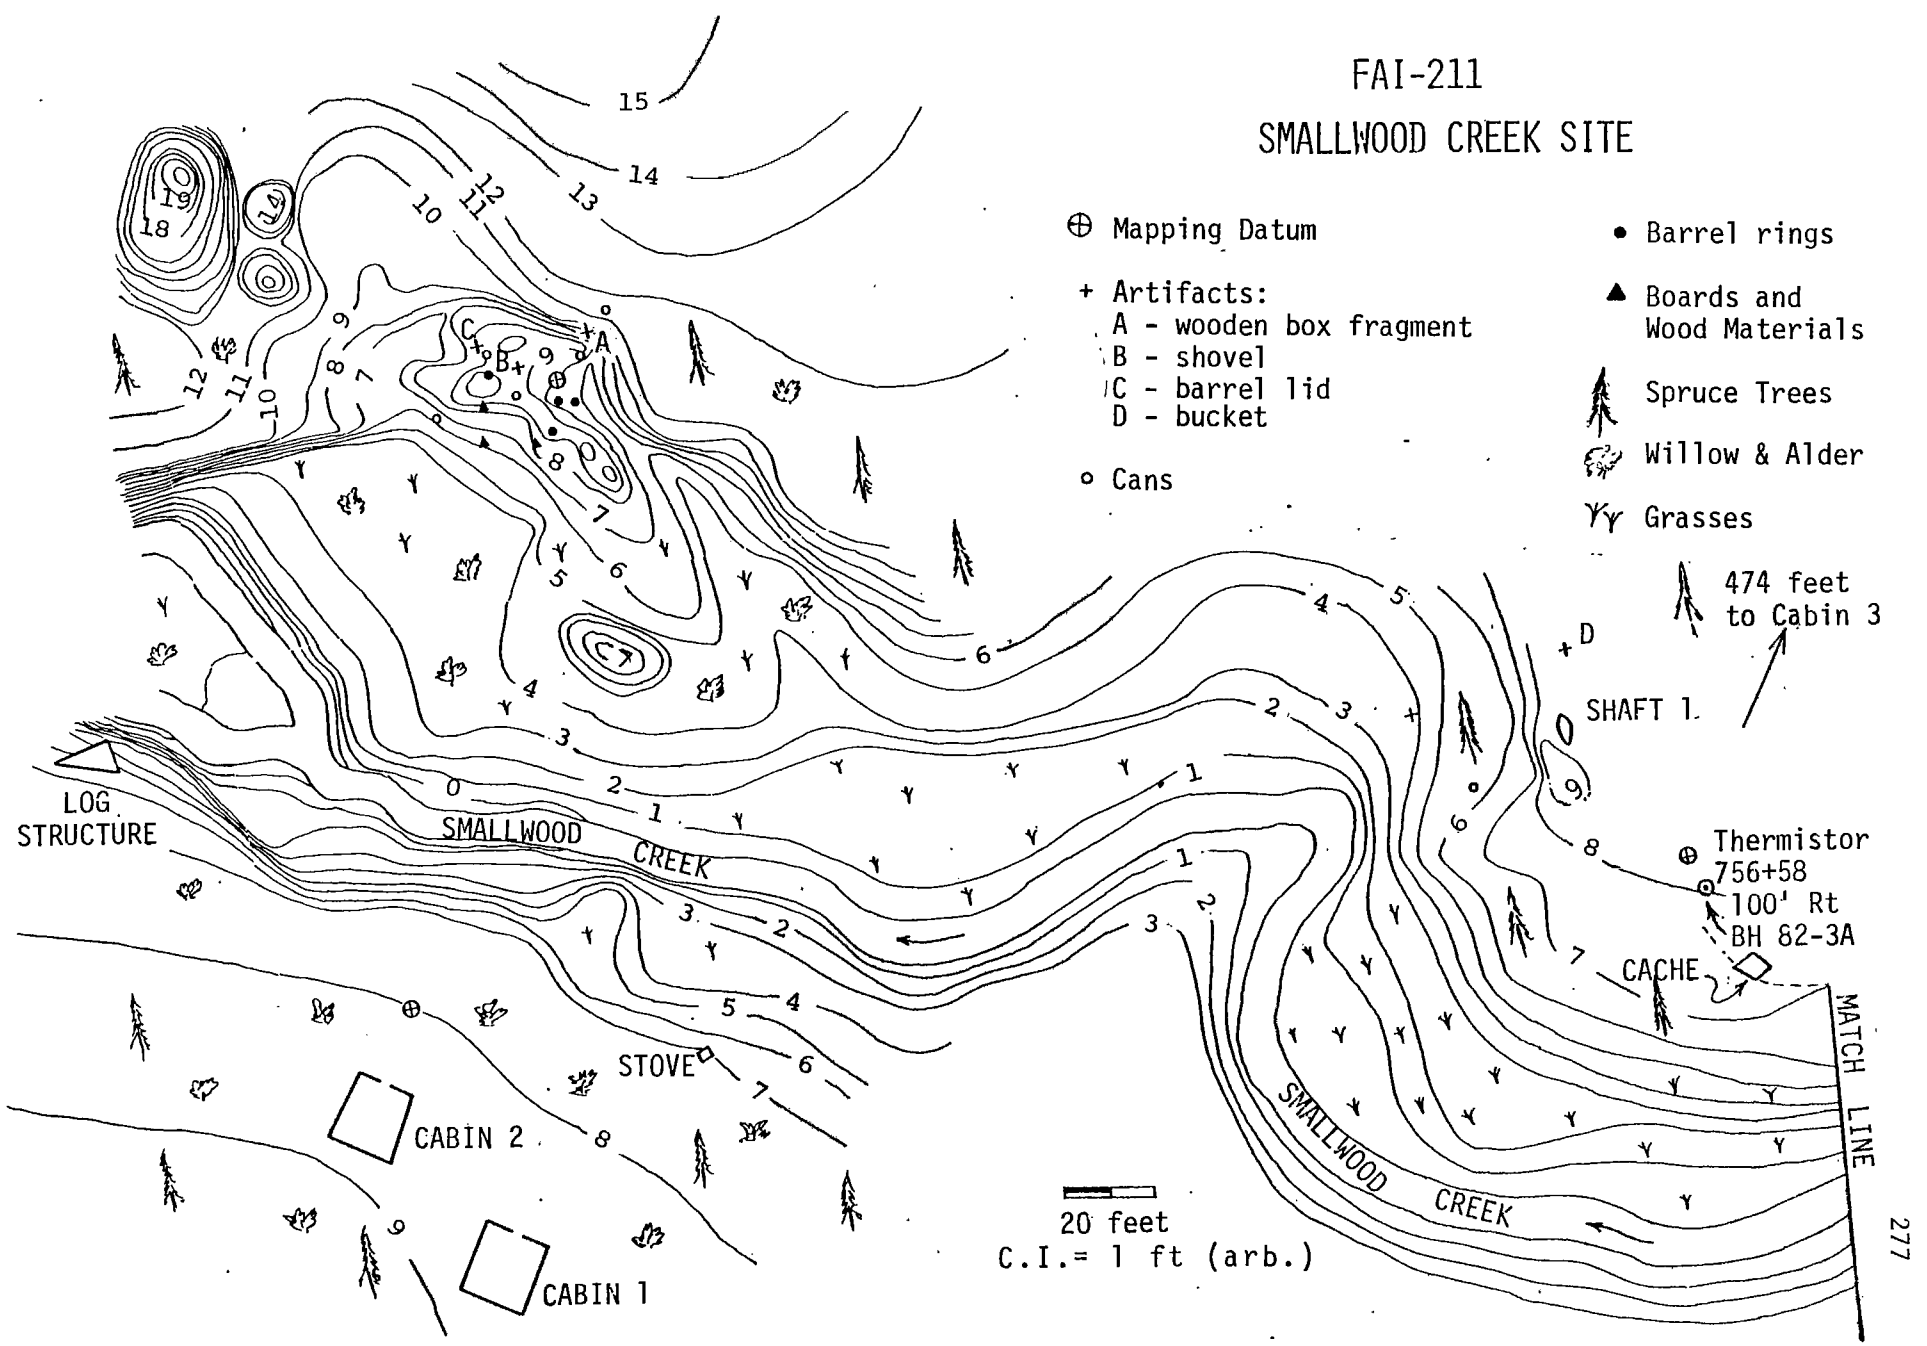 FAI-211
SMALLWOOD CREEK SITE
Mapping Datum
+ Artifacts:
A - wooden box fragment
B - shovel
C - barrel lid
D - bucket
Cans
Barrel rings
Boards and
Wood Materials
Spruce Trees
Willow & Alder
Grasses
474 feet
to Cabin 3
15
14
13
12
11
10
19
18
14
9
8
7
12
11
10
C
B
A
9
8
7
6
5
4
3
2
1
0
C7
6
5
4
3
2
1
D
SHAFT 1
9
8
6
7
Thermistor
756+58
100' Rt
BH 82-3A
CACHE
MATCH LINE
LOG
STRUCTURE
SMALLWOOD
CREEK
1
2
3
3
2
4
5
6
7
STOVE
8
9
CABIN 2
CABIN 1
SMALLWOOD
CREEK
20 feet
C.I.= 1 ft (arb.)
277